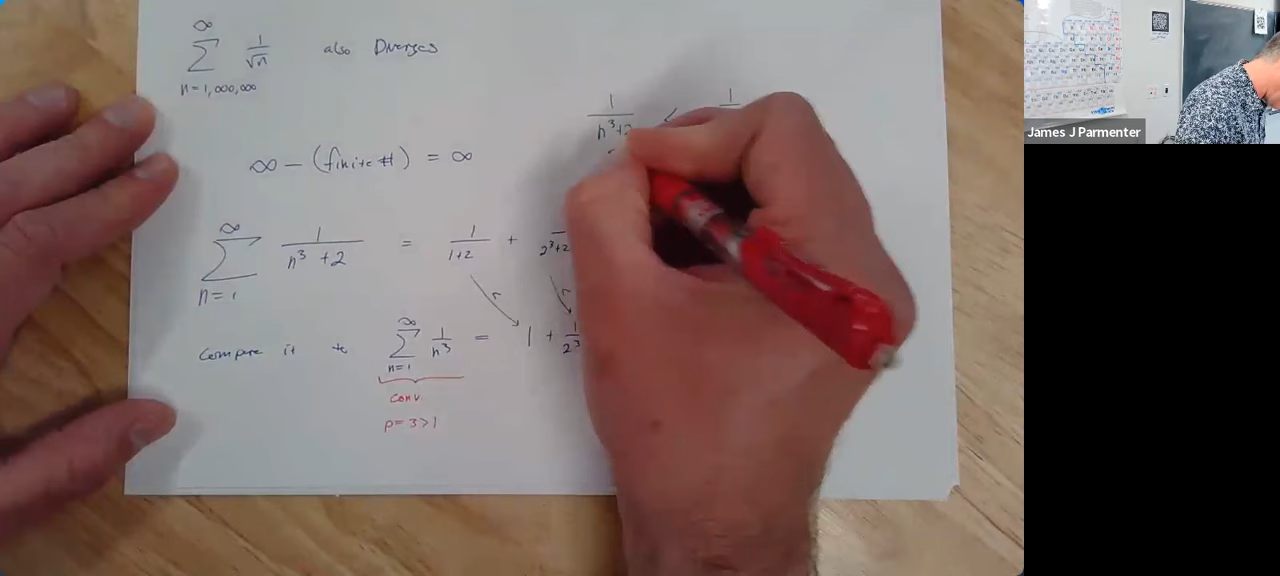 ∞
∑ 1/√n also Diverges
n=1,000,000
1/(n³+2) < 1
∞ − (finite #) = ∞
∞
∑ 1/(n³+2) = 1/(1+2) + 1/(2³+2)
n=1
∞
Compare it to ∑ 1/n³ = 1 + 1/2³
n=1
conv
p=3>1
James J Parmenter